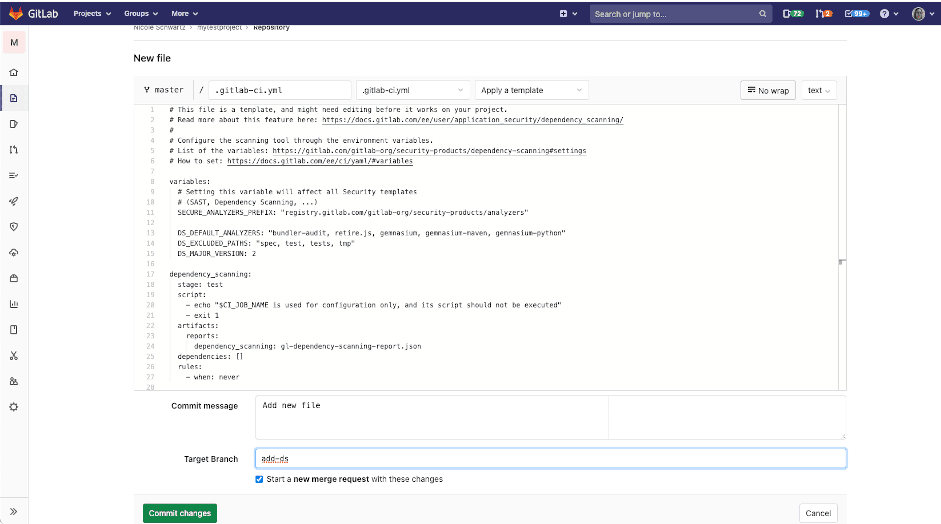 GitLab Projects Groups More Search or jump to... 72 2 99+
Nicole Schwartz > mytestproject > Repository
M
New file
master / .gitlab-ci.yml .gitlab-ci.yml Apply a template No wrap text
1 # This file is a template, and might need editing before it works on your project.
2 # Read more about this feature here: https://docs.gitlab.com/ee/user/application_security/dependency_scanning/
3 #
4 # Configure the scanning tool through the environment variables.
5 # List of the variables: https://gitlab.com/gitlab-org/security-products/dependency-scanning#settings
6 # How to set: https://docs.gitlab.com/ee/ci/yaml/#variables
7
8 variables:
9 # Setting this variable will affect all Security templates
10 # (SAST, Dependency Scanning, ...)
11 SECURE_ANALYZERS_PREFIX: "registry.gitlab.com/gitlab-org/security-products/analyzers"
12
13 DS_DEFAULT_ANALYZERS: "bundler-audit, retire.js, gemnasium, gemnasium-maven, gemnasium-python"
14 DS_EXCLUDED_PATHS: "spec, test, tests, tmp"
15 DS_MAJOR_VERSION: 2
16
17 dependency_scanning:
18 stage: test
19 script:
20 - echo "$CI_JOB_NAME is used for configuration only, and its script should not be executed"
21 - exit 1
22 artifacts:
23 reports:
24 dependency_scanning: gl-dependency-scanning-report.json
25 dependencies: []
26 rules:
27 - when: never
28
Commit message Add new file
Target Branch add-ds
Start a new merge request with these changes
Commit changes Cancel